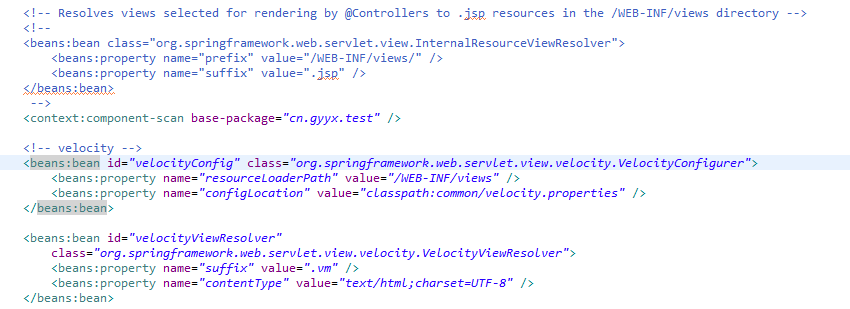 <!-- Resolves views selected for rendering by @Controllers to .jsp resources in the /WEB-INF/views directory -->
<!--
<beans:bean class="org.springframework.web.servlet.view.InternalResourceViewResolver">
<beans:property name="prefix" value="/WEB-INF/views/" />
<beans:property name="suffix" value=".jsp" />
</beans:bean>
-->
<context:component-scan base-package="cn.gyyx.test" />
<!-- velocity -->
<beans:bean id="velocityConfig" class="org.springframework.web.servlet.view.velocity.VelocityConfigurer">
<beans:property name="resourceLoaderPath" value="/WEB-INF/views" />
<beans:property name="configLocation" value="classpath:common/velocity.properties" />
</beans:bean>
<beans:bean id="velocityViewResolver"
class="org.springframework.web.servlet.view.velocity.VelocityViewResolver">
<beans:property name="suffix" value=".vm" />
<beans:property name="contentType" value="text/html;charset=UTF-8" />
</beans:bean>